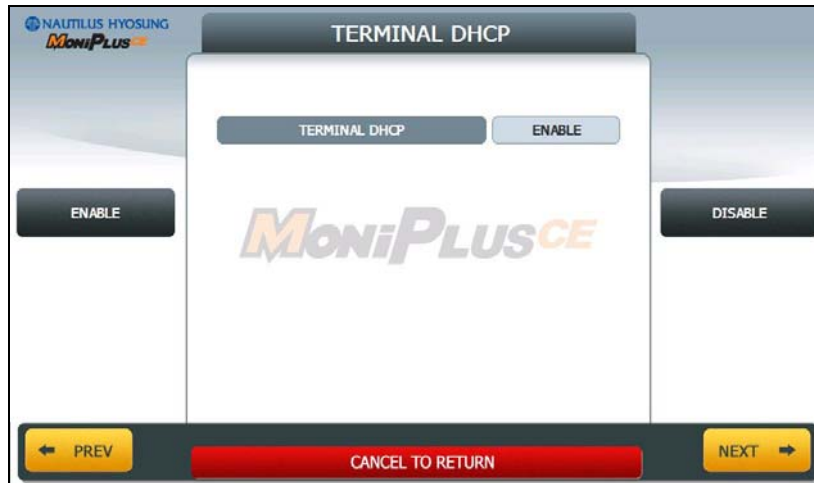 NAUTILUS HYOSUNG
MONiPLUSCE
TERMINAL DHCP
TERMINAL DHCP ENABLE
ENABLE
DISABLE
MONiPLUSCE
PREV
CANCEL TO RETURN
NEXT